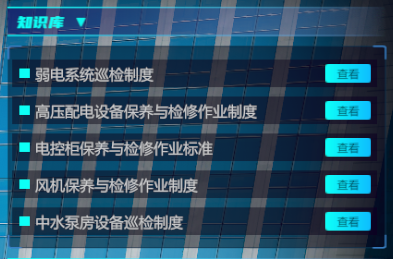 知识库 ▼
弱电系统巡检制度 查看
高压配电设备保养与检修作业制度 查看
电控柜保养与检修作业标准 查看
风机保养与检修作业制度 查看
中水泵房设备巡检制度 查看